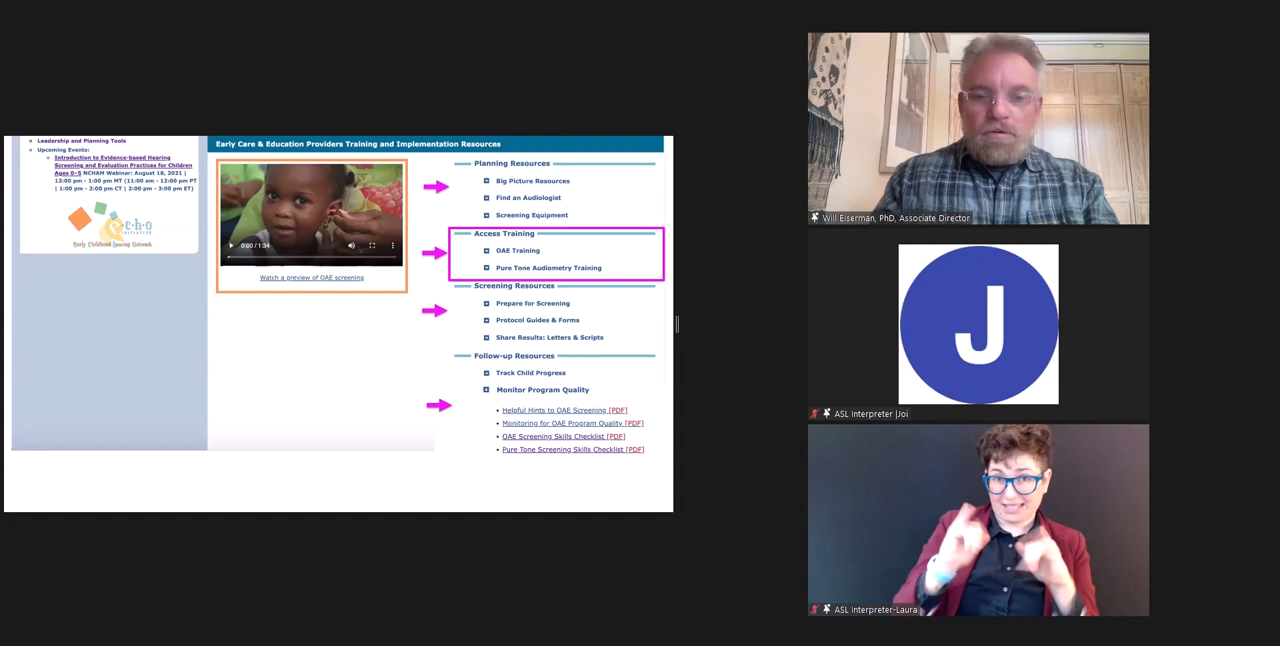 Leadership and Planning Tools
Upcoming Events:
Introduction to Evidence-based Hearing
Screening and Evaluation Practices for Children
Ages 0-5 NCHAM Webinar: August 18, 2021 |
12:00 pm - 1:00 pm MT (11:00 am - 12:00 pm PT
| 1:00 pm - 2:00 pm CT | 2:00 pm - 3:00 pm ET)
echo
INITIATIVE
Early Childhood Hearing Outreach
Early Care & Education Providers Training and Implementation Resources
0:00 / 1:34
Watch a preview of OAE screening
Planning Resources
Big Picture Resources
Find an Audiologist
Screening Equipment
Access Training
OAE Training
Pure Tone Audiometry Training
Screening Resources
Prepare for Screening
Protocol Guides & Forms
Share Results: Letters & Scripts
Follow-up Resources
Track Child Progress
Monitor Program Quality
• Helpful Hints to OAE Screening [PDF]
• Monitoring for OAE Program Quality [PDF]
• OAE Screening Skills Checklist [PDF]
• Pure Tone Screening Skills Checklist [PDF]
Will Eiserman, PhD, Associate Director
J
ASL Interpreter |Joi
ASL Interpreter-Laura